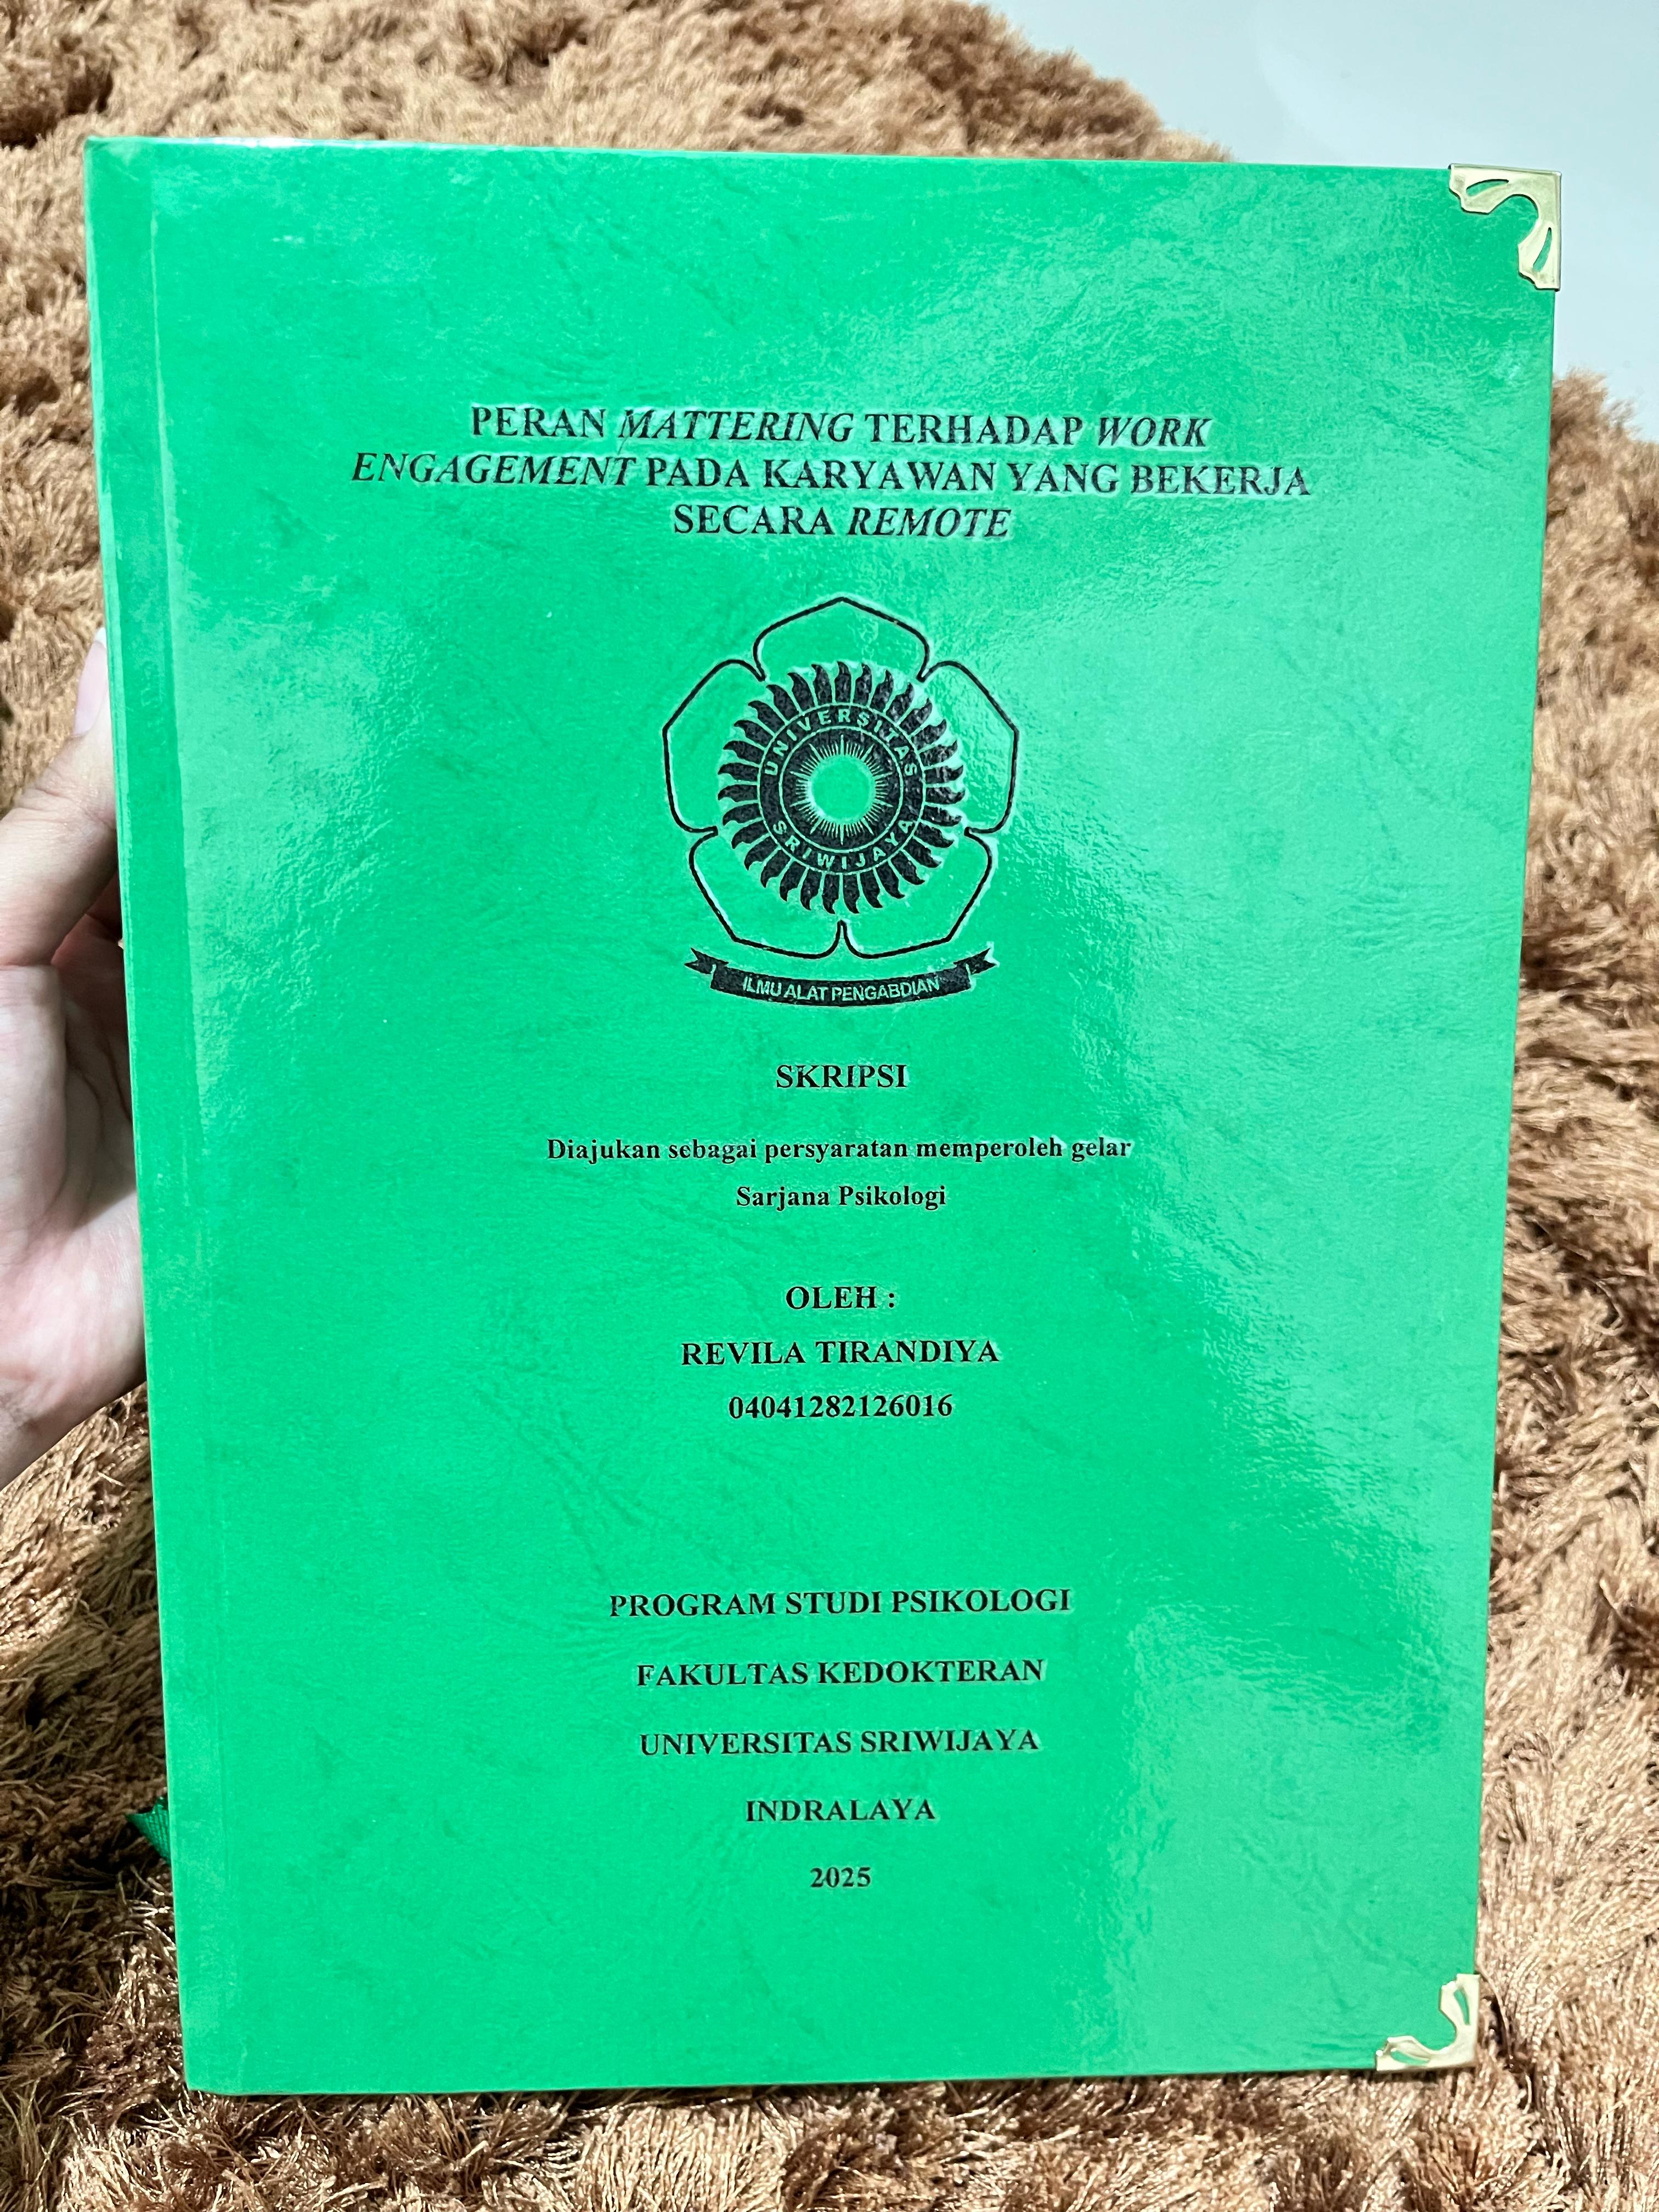 PERAN MATTERING TERHADAP WORK
ENGAGEMENT PADA KARYAWAN YANG BEKERJA
SECARA REMOTE
UNIVERSITAS
SRIWIJAYA
ILMU ALAT PENGABDIAN
SKRIPSI
Diajukan sebagai persyaratan memperoleh gelar
Sarjana Psikologi
OLEH :
REVILA TIRANDIYA
04041282126016
PROGRAM STUDI PSIKOLOGI
FAKULTAS KEDOKTERAN
UNIVERSITAS SRIWIJAYA
INDRALAYA
2025